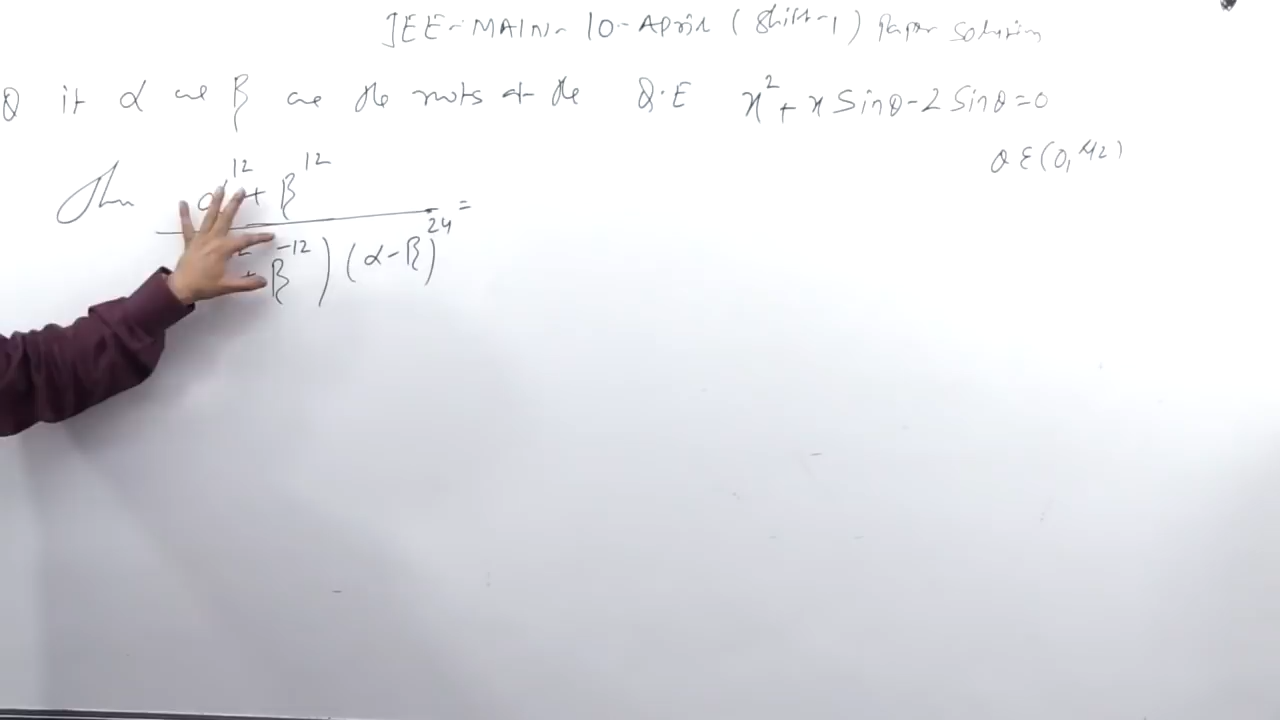 JEE-MAIN- 10-April (Shift-1) Paper Solution
Q if α and β are the roots of the Q.E x² + x Sinθ - 2 Sinθ = 0
θ ε (0, π/2)
Then α¹² + β¹²
=
β⁻¹²) (α - β)²⁴